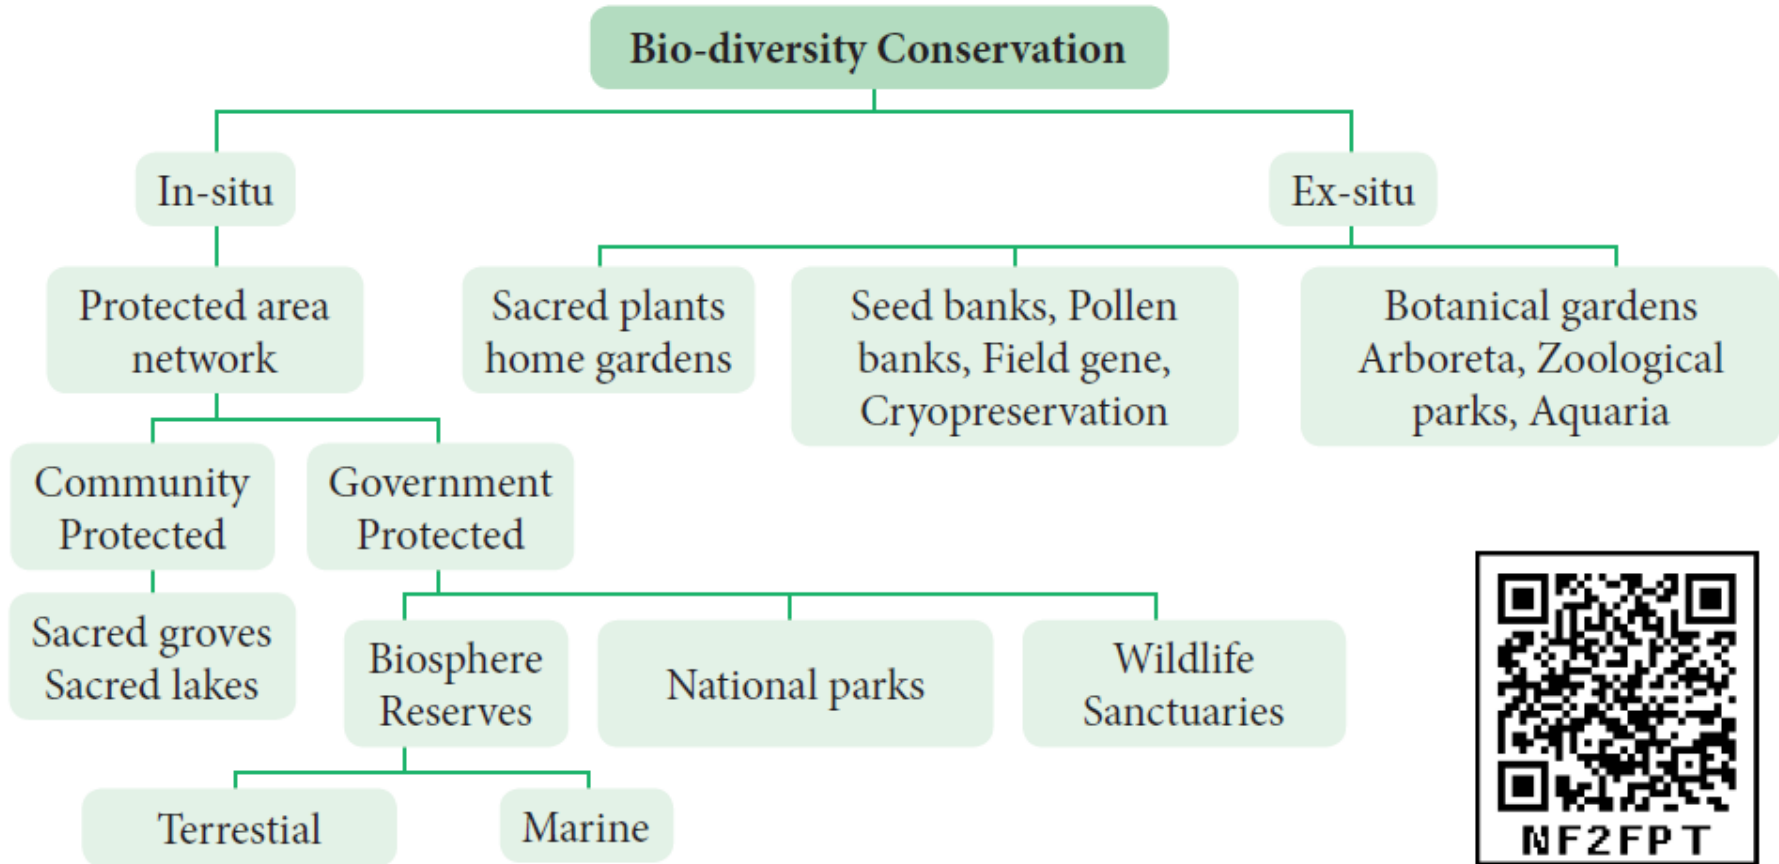 Bio-diversity Conservation
In-situ
Ex-situ
Protected area
network
Sacred plants
home gardens
Seed banks, Pollen
banks, Field gene,
Cryopreservation
Botanical gardens
Arboreta, Zoological
parks, Aquaria
Community
Protected
Government
Protected
Sacred groves
Sacred lakes
Biosphere
Reserves
National parks
Wildlife
Sanctuaries
Terrestial
Marine
NF2FPT